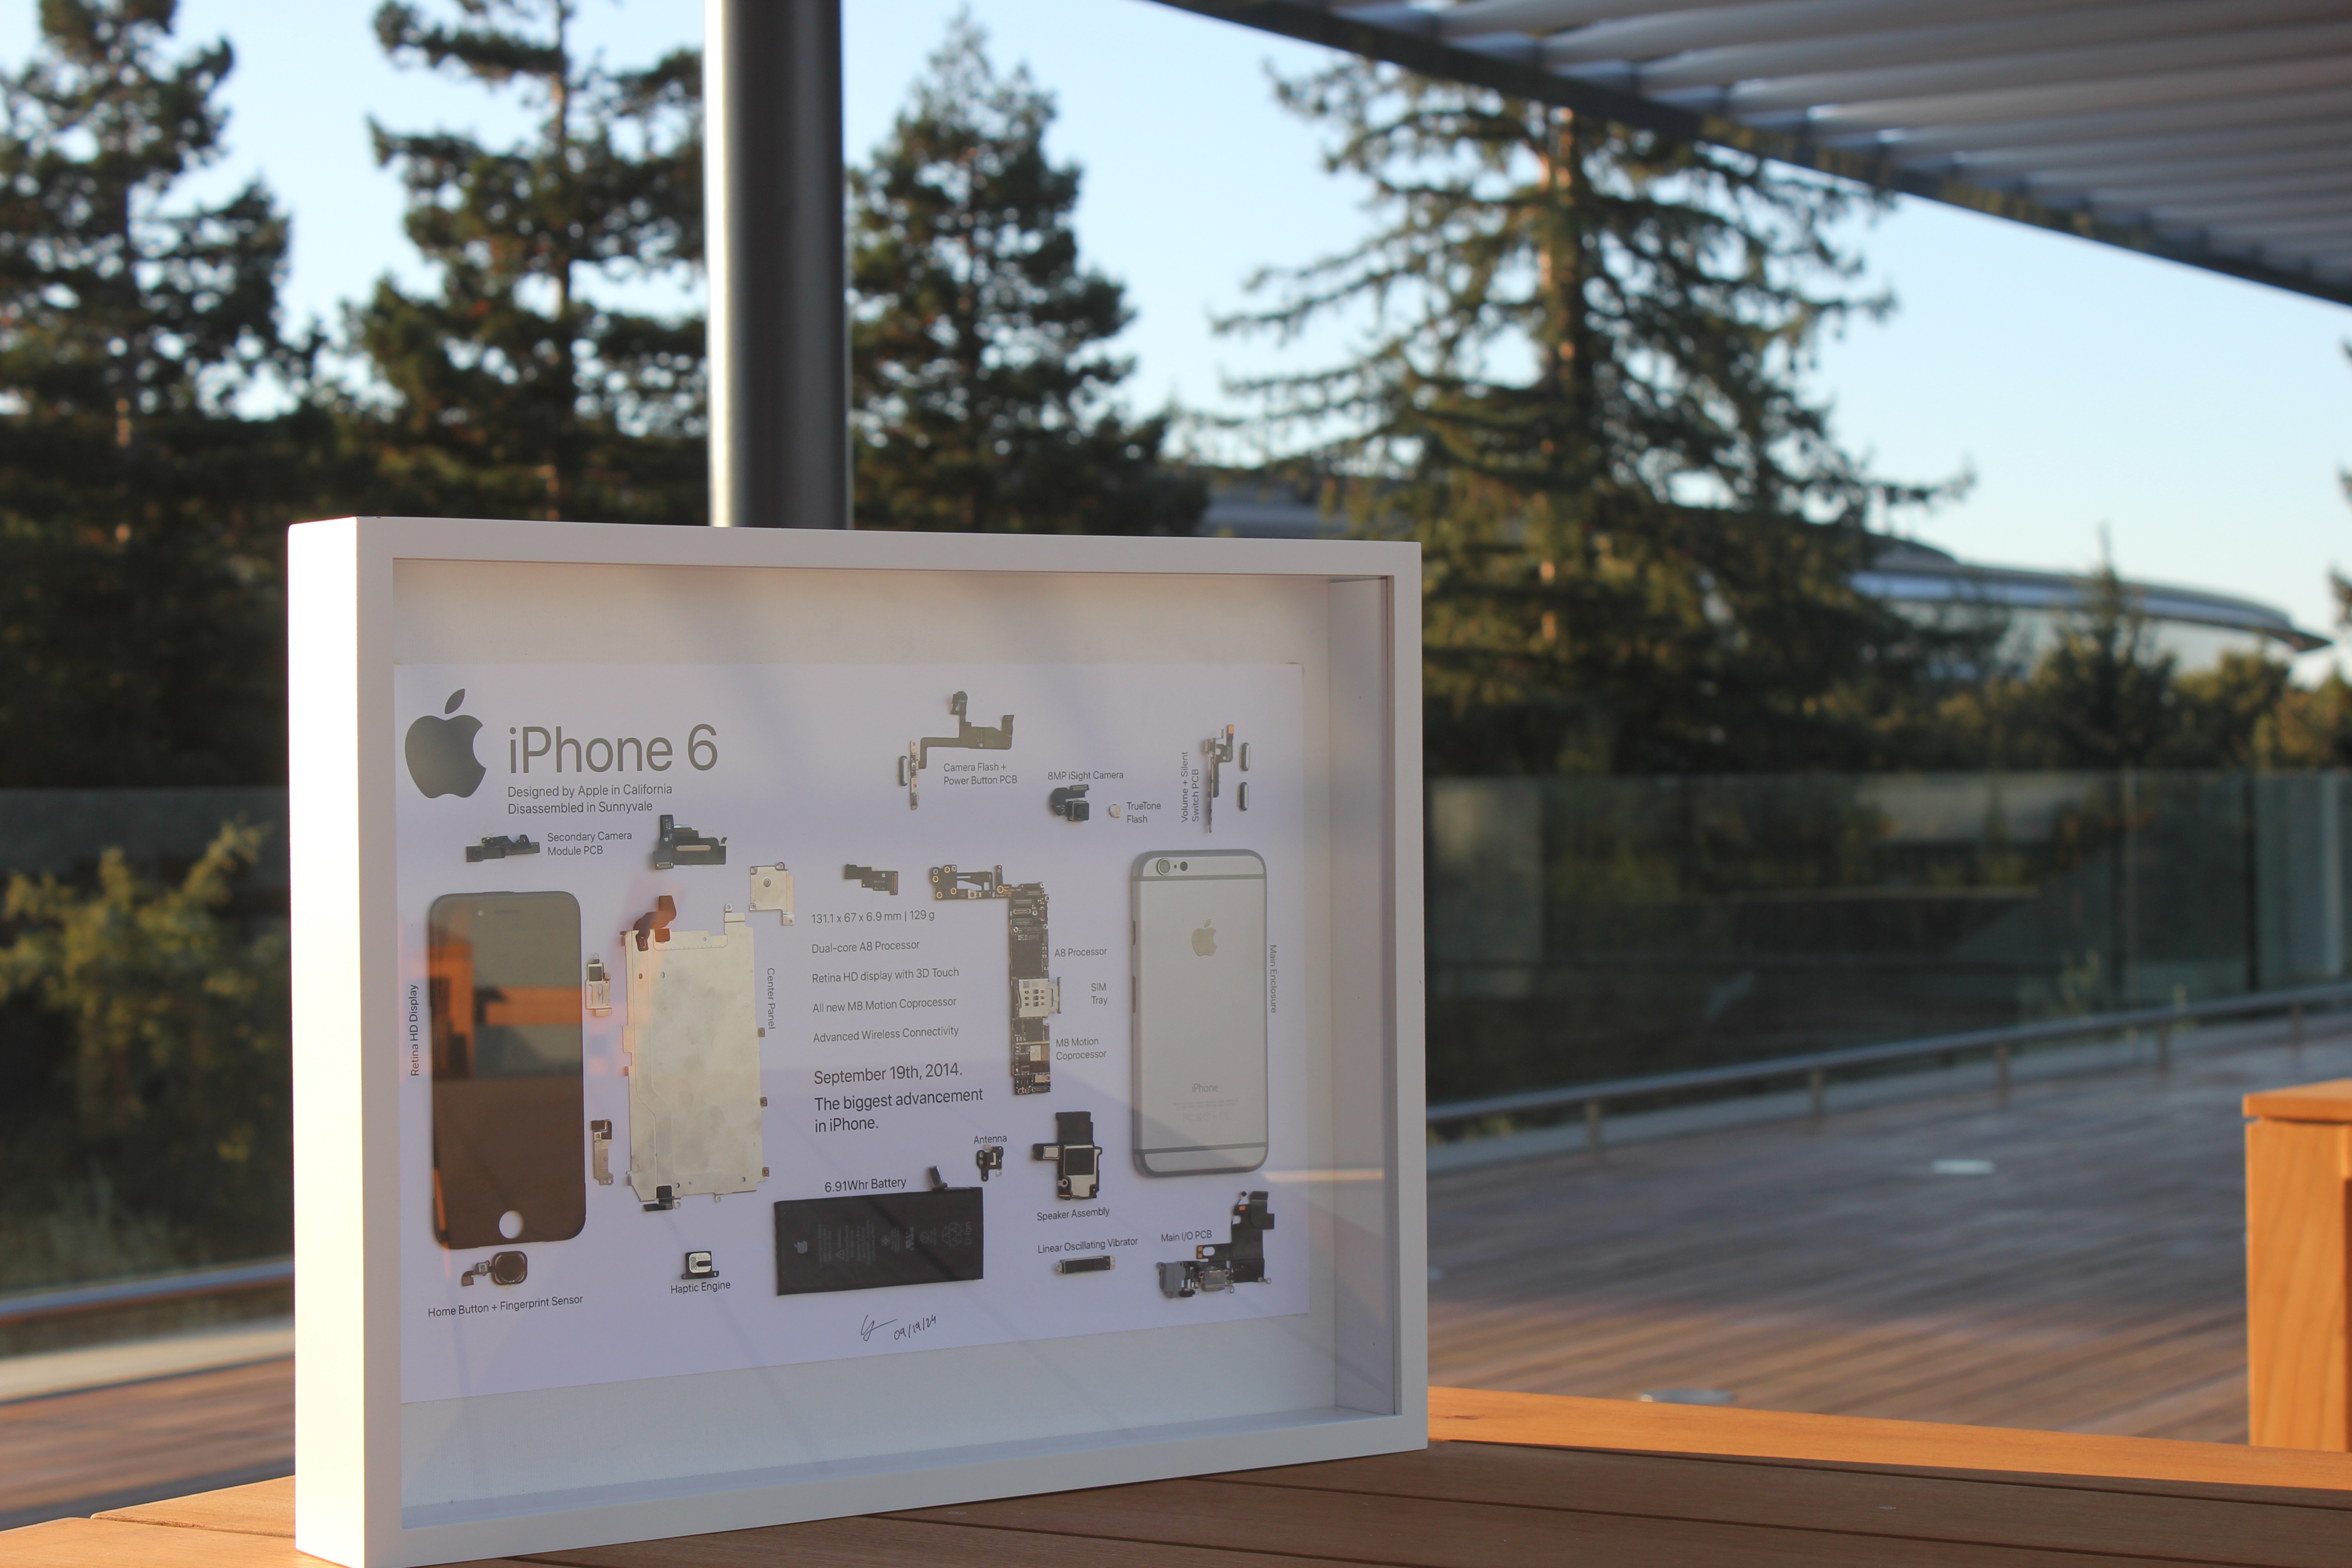 iPhone 6
Designed by Apple in California
Disassembled in Sunnyvale
Secondary Camera
Module PCB
Camera Flash +
Power Button PCB
8MP iSight Camera
TrueTone
Flash
Volume + Silent
Switch PCB
Retina HD Display
Center Panel
131.1 x 67 x 6.9 mm | 129 g
Dual-core A8 Processor
Retina HD display with 3D Touch
All new M8 Motion Coprocessor
Advanced Wireless Connectivity
September 19th, 2014.
The biggest advancement
in iPhone.
A8 Processor
SIM
Tray
M8 Motion
Coprocessor
Main Enclosure
iPhone
Antenna
6.91Whr Battery
Speaker Assembly
Linear Oscillating Vibrator
Main I/O PCB
Haptic Engine
Home Button + Fingerprint Sensor
09/19/24